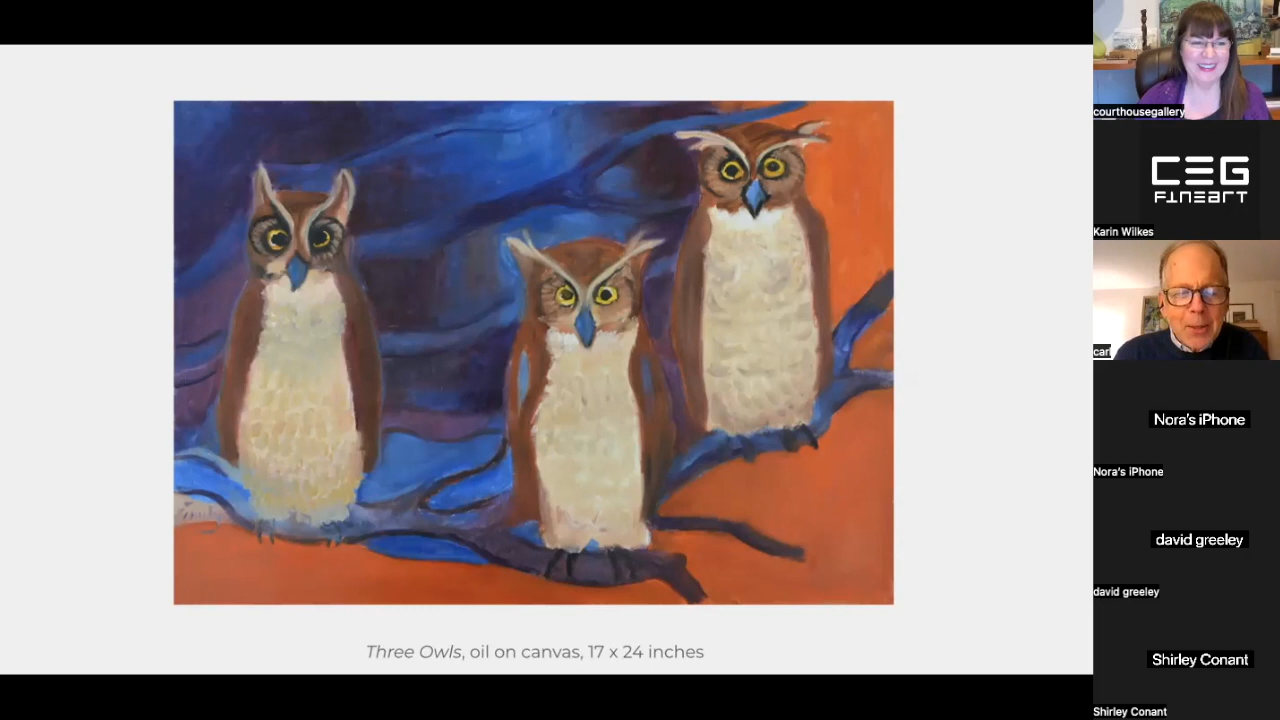 Three Owls, oil on canvas, 17 x 24 inches
courthousegallery
CEG
FINEART
Karin Wilkes
carl
Nora's iPhone
Nora's iPhone
david greeley
david greeley
Shirley Conant
Shirley Conant